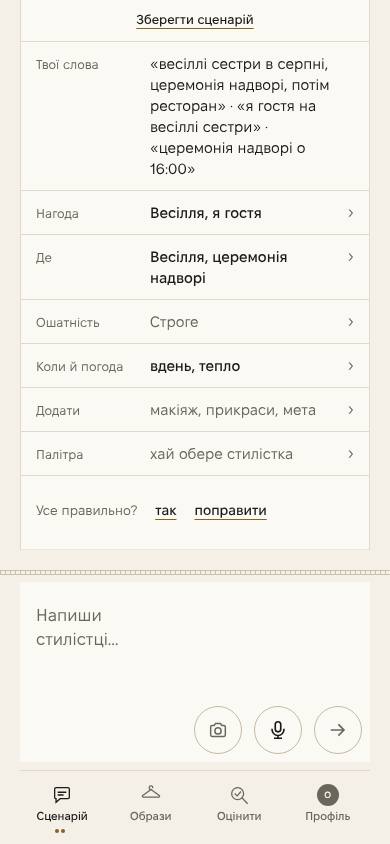 Зберегти сценарій
Твої слова
«весіллі сестри в серпні,
церемонія надворі, потім
ресторан» · «я гостя на
весіллі сестри» ·
«церемонія надворі о
16:00»
Нагода
Весілля, я гостя
Де
Весілля, церемонія
надворі
Ошатність
Строге
Коли й погода
вдень, тепло
Додати
макіяж, прикраси, мета
Палітра
хай обере стилістка
Усе правильно? так поправити
Напиши
стилістці...
Сценарій
Образи
Оцінити
О
Профіль